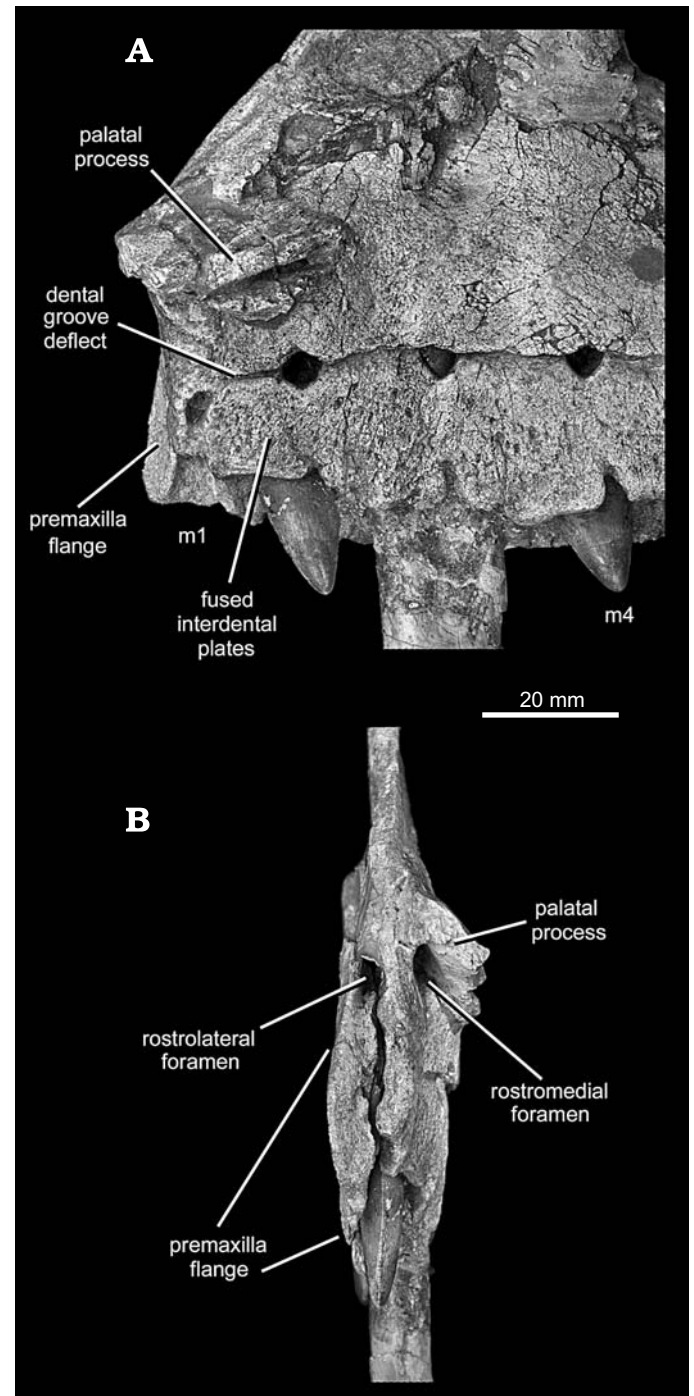 A
palatal
process
dental
groove
deflect
premaxilla
flange
m1
fused
interdental
plates
m4
20 mm
B
palatal
process
rostrolateral
foramen
rostromedial
foramen
premaxilla
flange